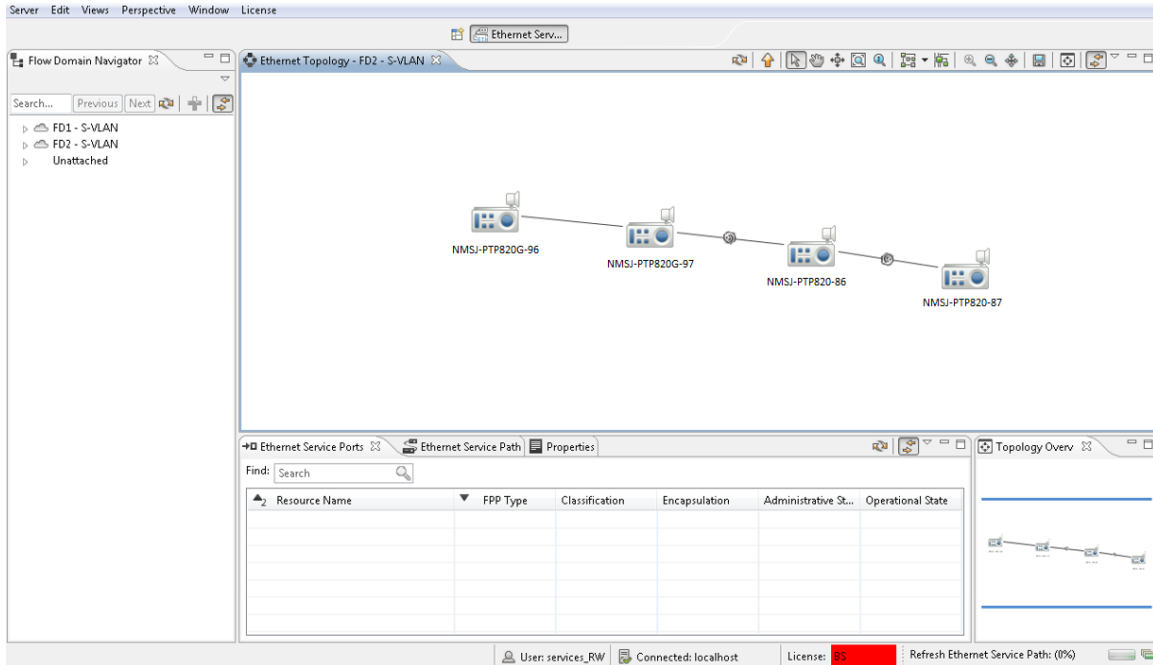 Server Edit Views Perspective Window License
Ethernet Serv...
Flow Domain Navigator
Ethernet Topology - FD2 - S-VLAN
Search... Previous Next
FD1 - S-VLAN
FD2 - S-VLAN
Unattached
NMSJ-PTP820G-96
NMSJ-PTP820G-97
NMSJ-PTP820-86
NMSJ-PTP820-87
Ethernet Service Ports Ethernet Service Path Properties
Topology Overv
Find: Search
2 Resource Name FPP Type Classification Encapsulation Administrative St... Operational State
User: services_RW Connected: localhost License: BS Refresh Ethernet Service Path: (0%)